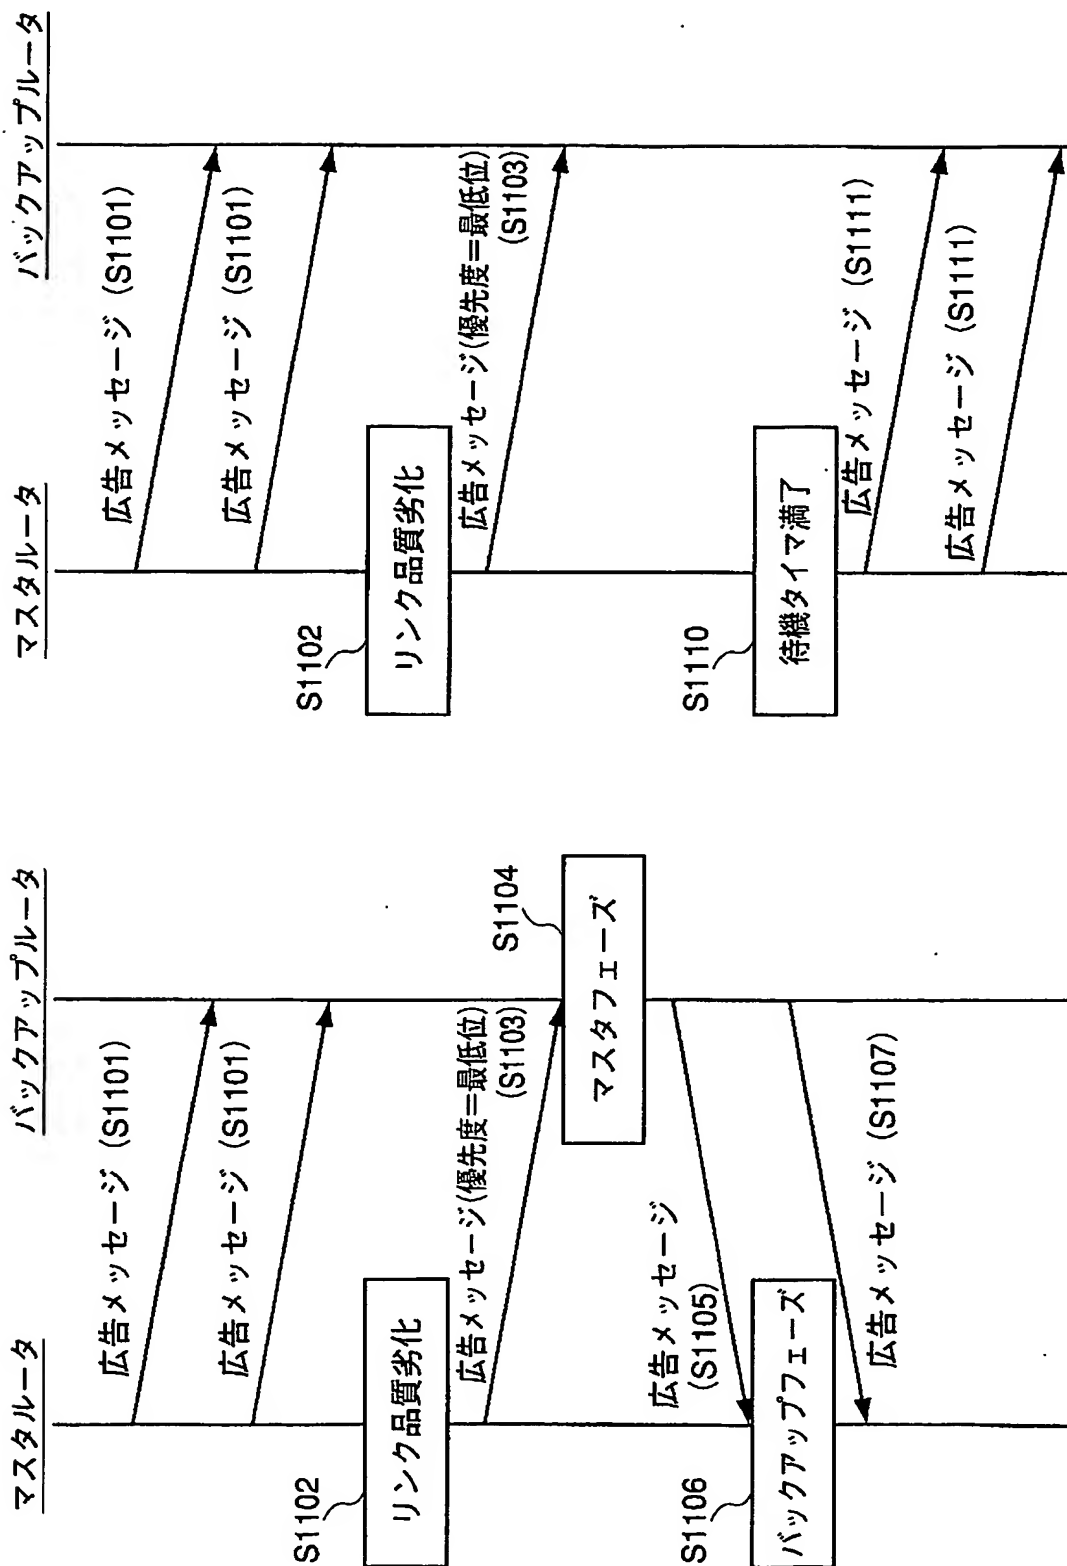 マスタルータ
バックアップルータ
広告メッセージ (S1101)
広告メッセージ (S1101)
S1102
リンク品質劣化
広告メッセージ(優先度=最低位)
(S1103)
S1104
マスタフェーズ
広告メッセージ
(S1105)
S1106
バックアップフェーズ
広告メッセージ (S1107)
マスタルータ
バックアップルータ
広告メッセージ (S1101)
広告メッセージ (S1101)
S1102
リンク品質劣化
広告メッセージ(優先度=最低位)
(S1103)
S1110
待機タイマ満了
広告メッセージ (S1111)
広告メッセージ (S1111)